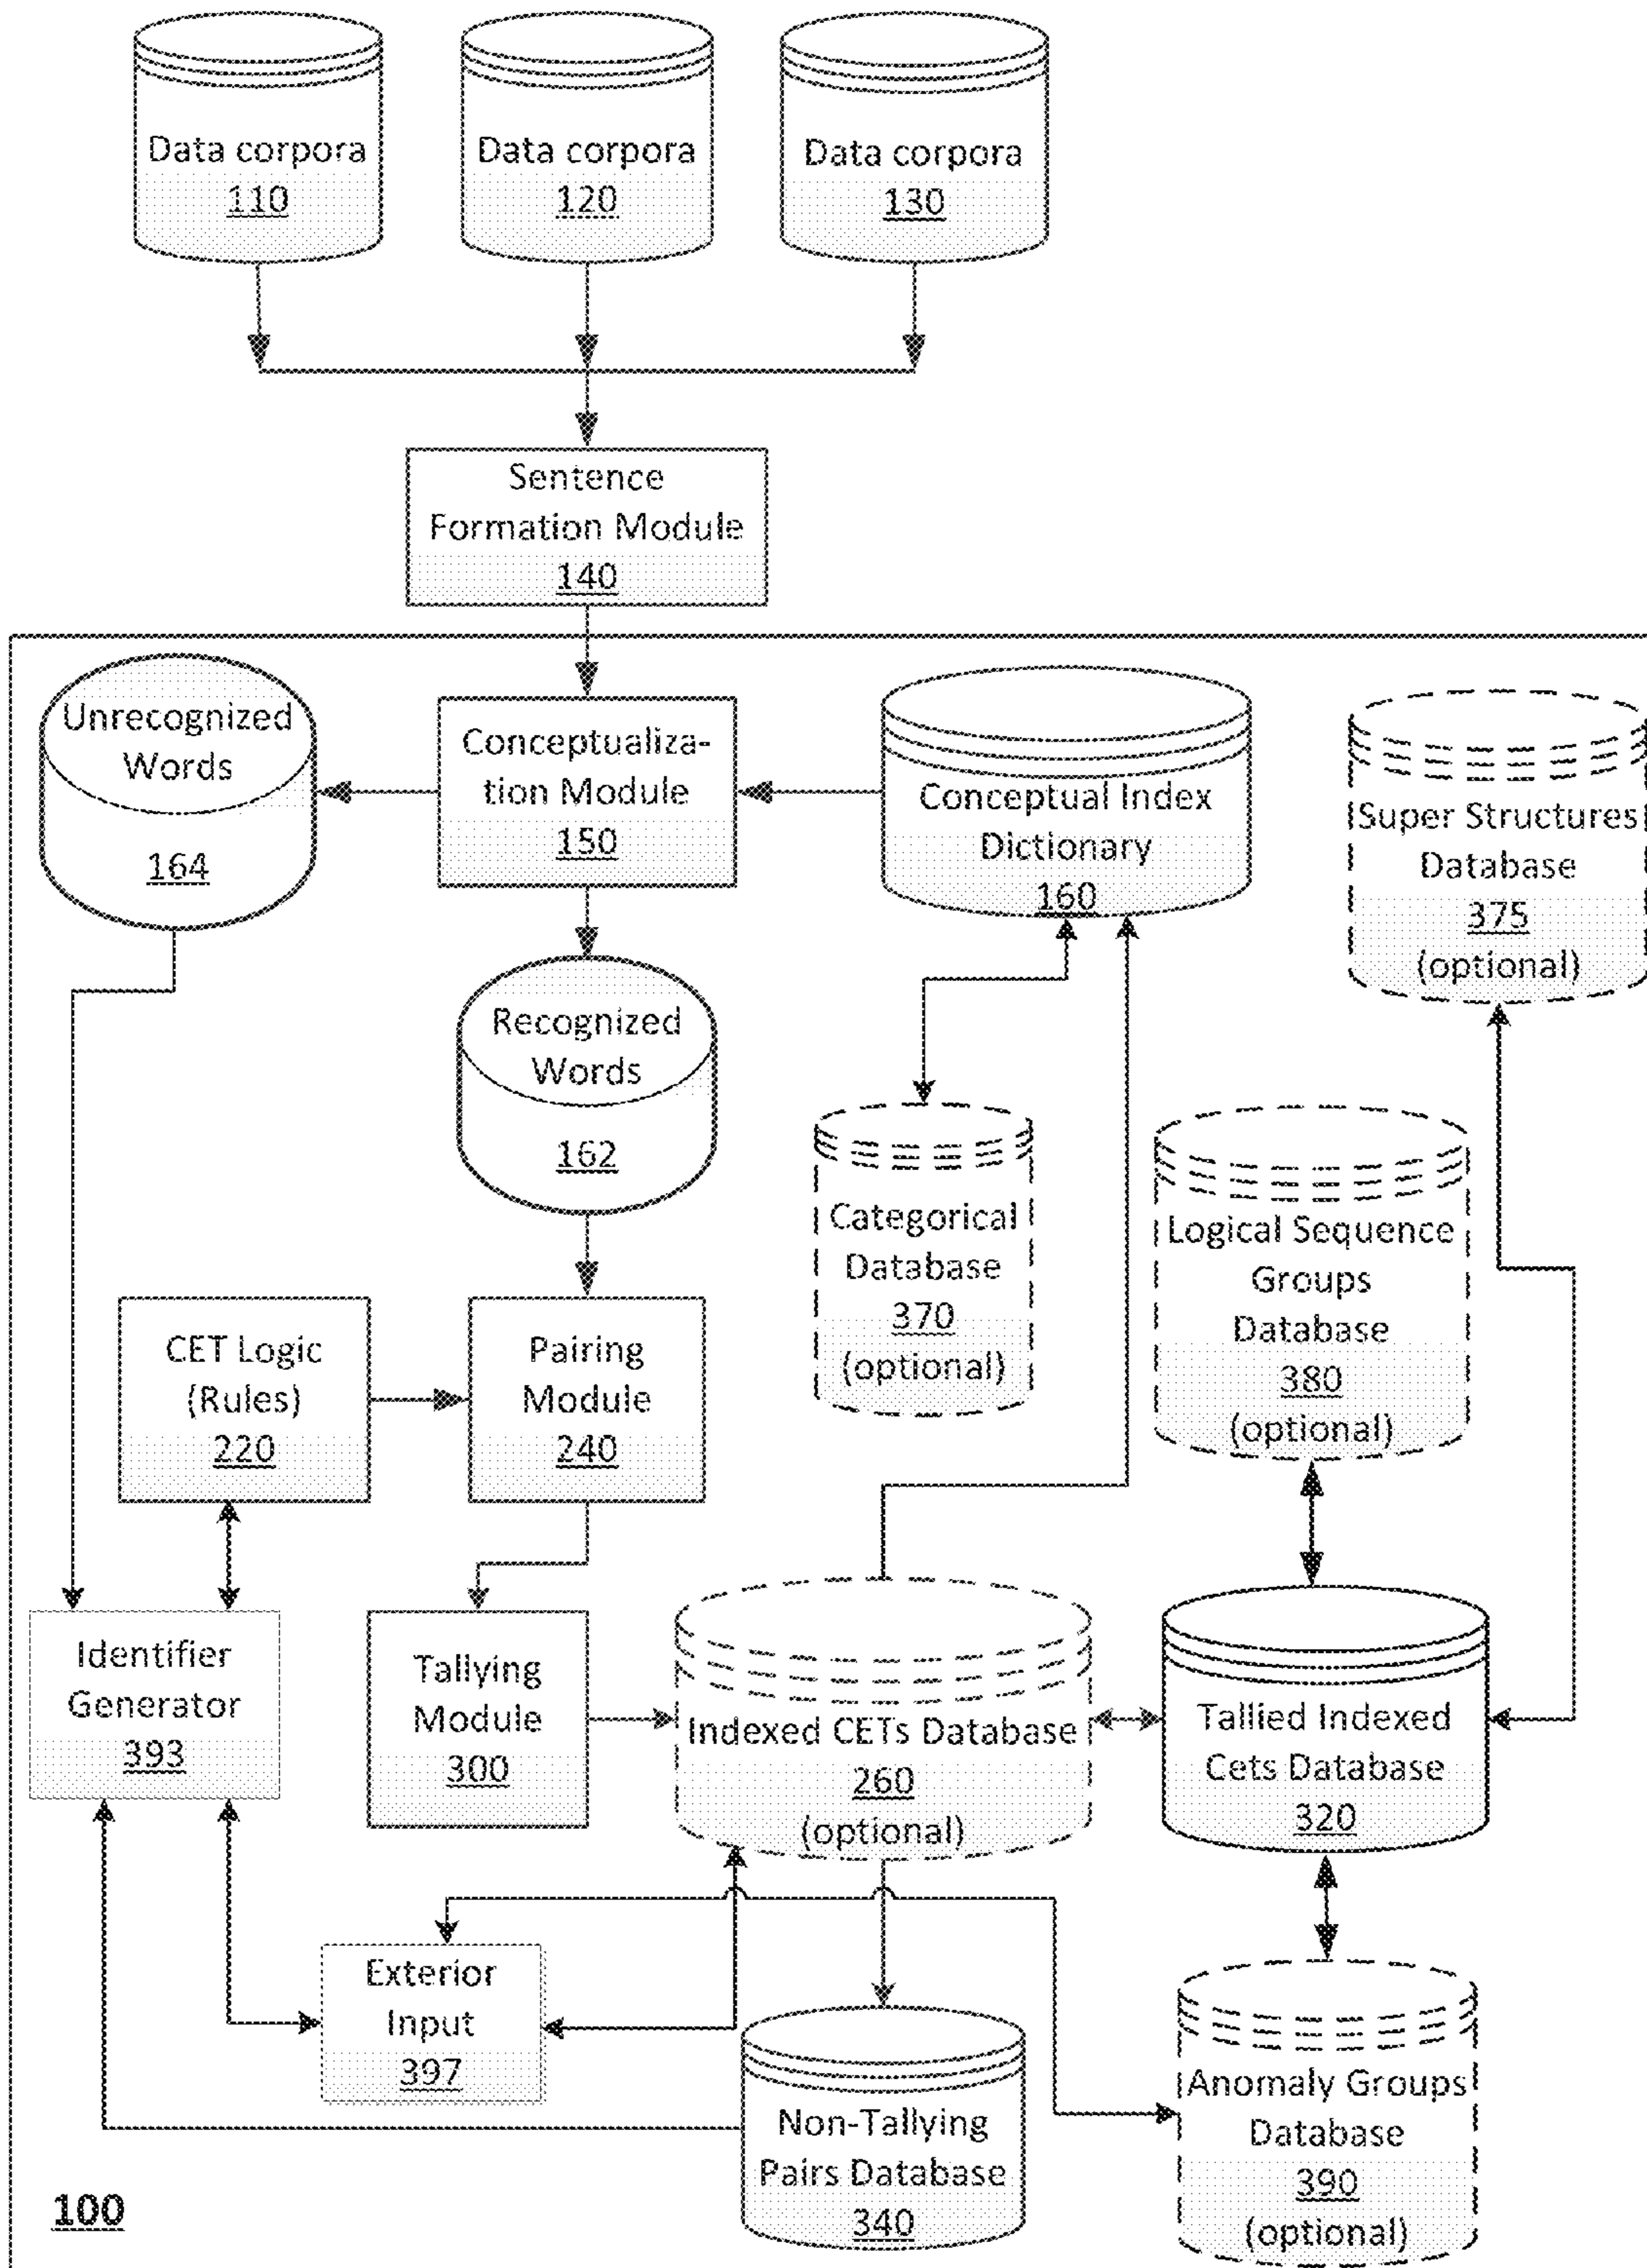 Data corpora
110
Data corpora
120
Data corpora
130
Sentence
Formation Module
140
Unrecognized
Words
164
Conceptualiza-
tion Module
150
Conceptual Index
Dictionary
160
Super Structures
Database
375
(optional)
Recognized
Words
162
Categorical
Database
370
(optional)
Logical Sequence
Groups
Database
380
(optional)
CET Logic
(Rules)
220
Pairing
Module
240
Identifier
Generator
393
Tallying
Module
300
Indexed CETs Database
260
(optional)
Tallied Indexed
Cets Database
320
Exterior
Input
397
Non-Tallying
Pairs Database
340
Anomaly Groups
Database
390
(optional)
100